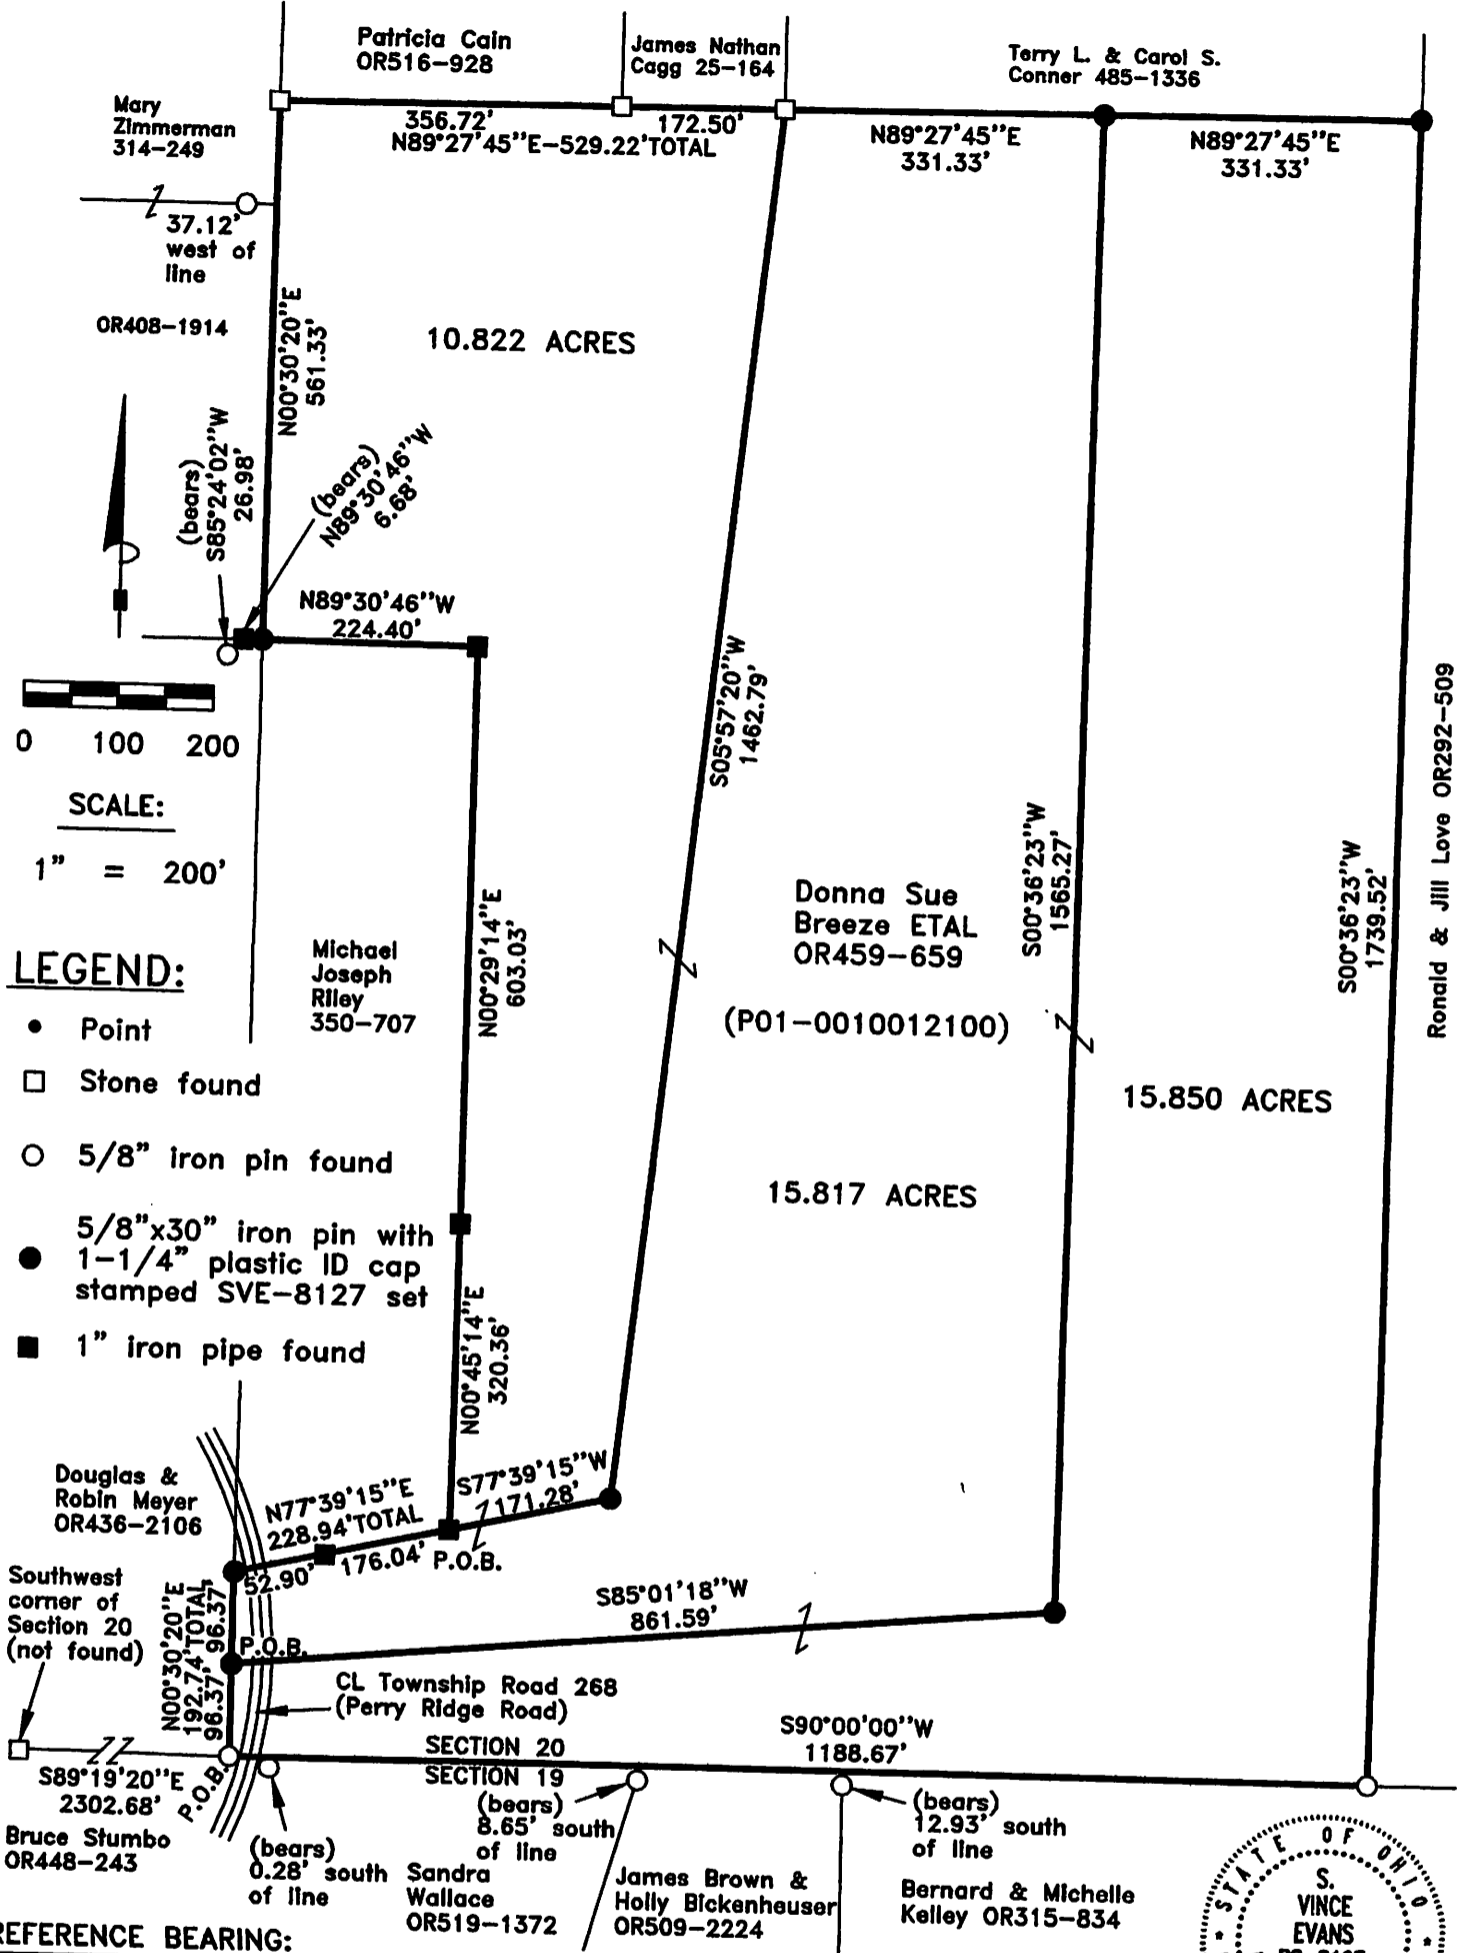 Patricia Cain
OR516-928
James Nathan
Cagg 25-164
Terry L. & Carol S.
Conner 485-1336
Mary
Zimmerman
314-249
356.72'
172.50'
N89°27'45"E-529.22'TOTAL
N89°27'45"E
331.33'
N89°27'45"E
331.33'
37.12'
west of
line
OR408-1914
N00°30'20"E
561.33'
10.822 ACRES
(bears)
S85°24'02"W
26.98'
(bears)
N89°30'46"W
6.68'
N89°30'46"W
224.40'
0 100 200
SCALE:
1" = 200'
S05°57'20"W
1462.79'
Ronald & Jill Love OR292-509
S00°36'23"W
1565.27'
S00°36'23"W
1739.52'
Donna Sue
Breeze ETAL
OR459-659
(P01-0010012100)
N00°29'14"E
603.03'
Michael
Joseph
Riley
350-707
LEGEND:
Point
Stone found
5/8" iron pin found
5/8"x30" iron pin with
1-1/4" plastic ID cap
stamped SVE-8127 set
1" iron pipe found
15.850 ACRES
15.817 ACRES
N00°45'14"E
320.36'
Douglas &
Robin Meyer
OR436-2106
N77°39'15"E
228.94'TOTAL
S77°39'15"W
171.28'
52.90'
176.04'
P.O.B.
Southwest
corner of
Section 20
(not found)
N00°30'20"E
192.74'TOTAL
96.37' 96.37'
P.O.B.
S85°01'18"W
861.59'
CL Township Road 268
(Perry Ridge Road)
S89°19'20"E
2302.68'
P.O.B.
SECTION 20
SECTION 19
S90°00'00"W
1188.67'
Bruce Stumbo
OR448-243
(bears)
0.28' south
of line
(bears)
8.65' south
of line
(bears)
12.93' south
of line
Sandra
Wallace
OR519-1372
James Brown &
Holly Bickenheuser
OR509-2224
Bernard & Michelle
Kelley OR315-834
STATE OF OHIO
S.
VINCE
EVANS
REFERENCE BEARING: